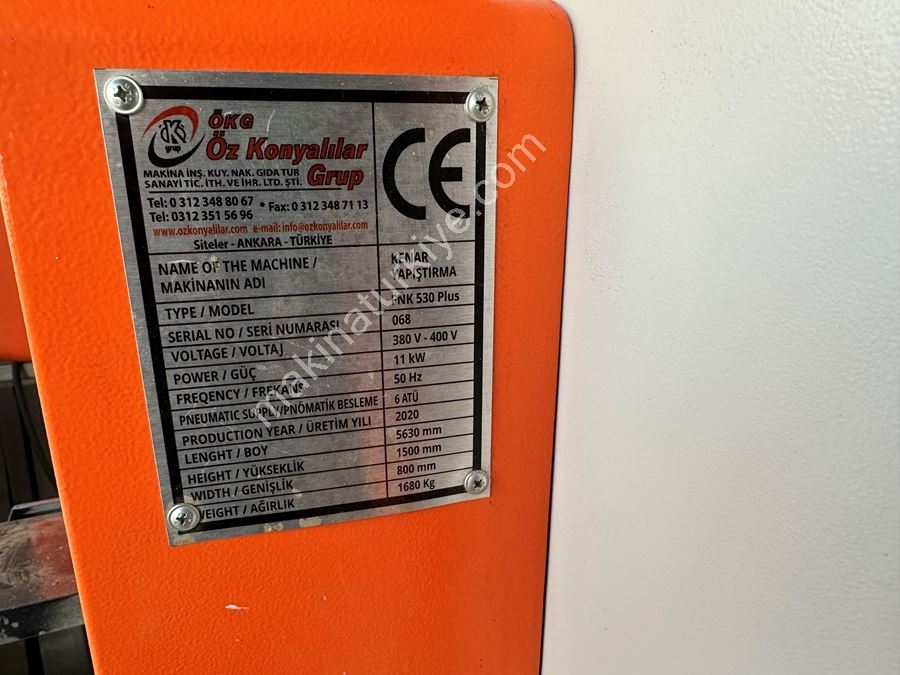 ÖKG
Öz Konyalılar
Grup
ÖKG
grup
MAKİNA İNŞ. KUY. NAK. GIDA TUR
SANAYİ TİC. İTH. VE İHR. LTD. ŞTİ.
Tel: 0 312 348 80 67 • Fax: 0 312 348 71 13
Tel: 0312 351 56 96
www.ozkonyalilar.com e-mail: info@ozkonyalilar.com
Siteler - ANKARA - TÜRKİYE
CE
NAME OF THE MACHINE / MAKİNANIN ADI KENAR YAPIŞTIRMA
TYPE / MODEL PNK 530 Plus
SERIAL NO / SERİ NUMARASI 068
VOLTAGE / VOLTAJ 380 V - 400 V
POWER / GÜÇ 11 kW
FREQENCY / FREKANS 50 Hz
PNEUMATIC SUPPLY/PNÖMATİK BESLEME 6 ATÜ
PRODUCTION YEAR / ÜRETİM YILI 2020
LENGHT / BOY 5630 mm
HEIGHT / YÜKSEKLİK 1500 mm
WIDTH / GENİŞLİK 800 mm
WEIGHT / AĞIRLIK 1680 Kg
makinaturkiye.com